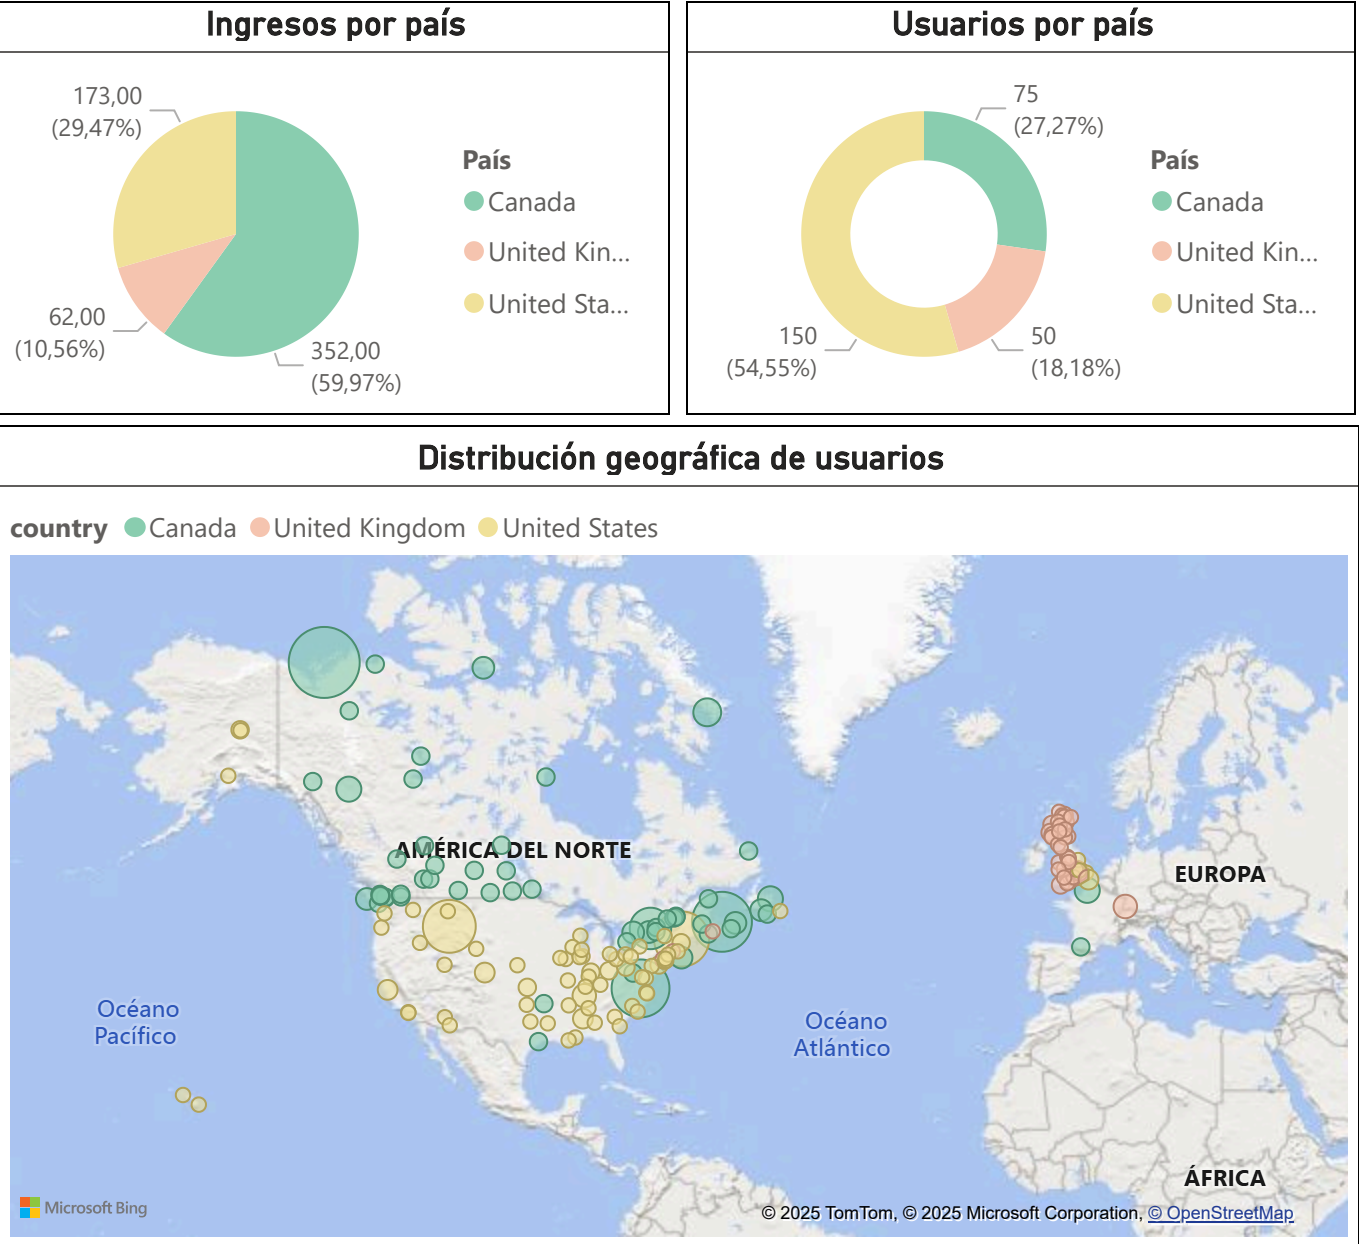 Ingresos por país
173,00
(29,47%)
62,00
(10,56%)
352,00
(59,97%)
País
Canada
United Kin...
United Sta...
Usuarios por país
75
(27,27%)
150
(54,55%)
50
(18,18%)
País
Canada
United Kin...
United Sta...
Distribución geográfica de usuarios
country Canada United Kingdom United States
AMÉRICA DEL NORTE
EUROPA
Océano
Pacífico
Océano
Atlántico
ÁFRICA
Microsoft Bing
© 2025 TomTom, © 2025 Microsoft Corporation, © OpenStreetMap